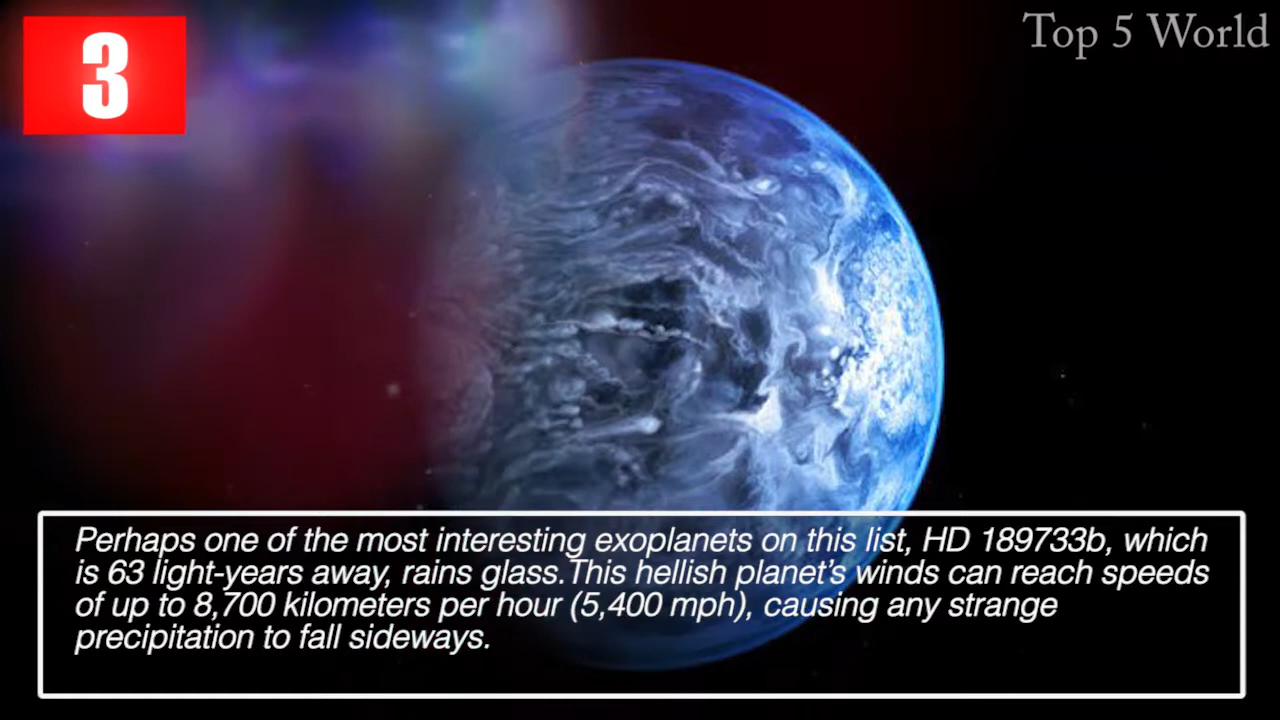 3
Top 5 World
Perhaps one of the most interesting exoplanets on this list, HD 189733b, which
is 63 light-years away, rains glass.This hellish planet's winds can reach speeds
of up to 8,700 kilometers per hour (5,400 mph), causing any strange
precipitation to fall sideways.